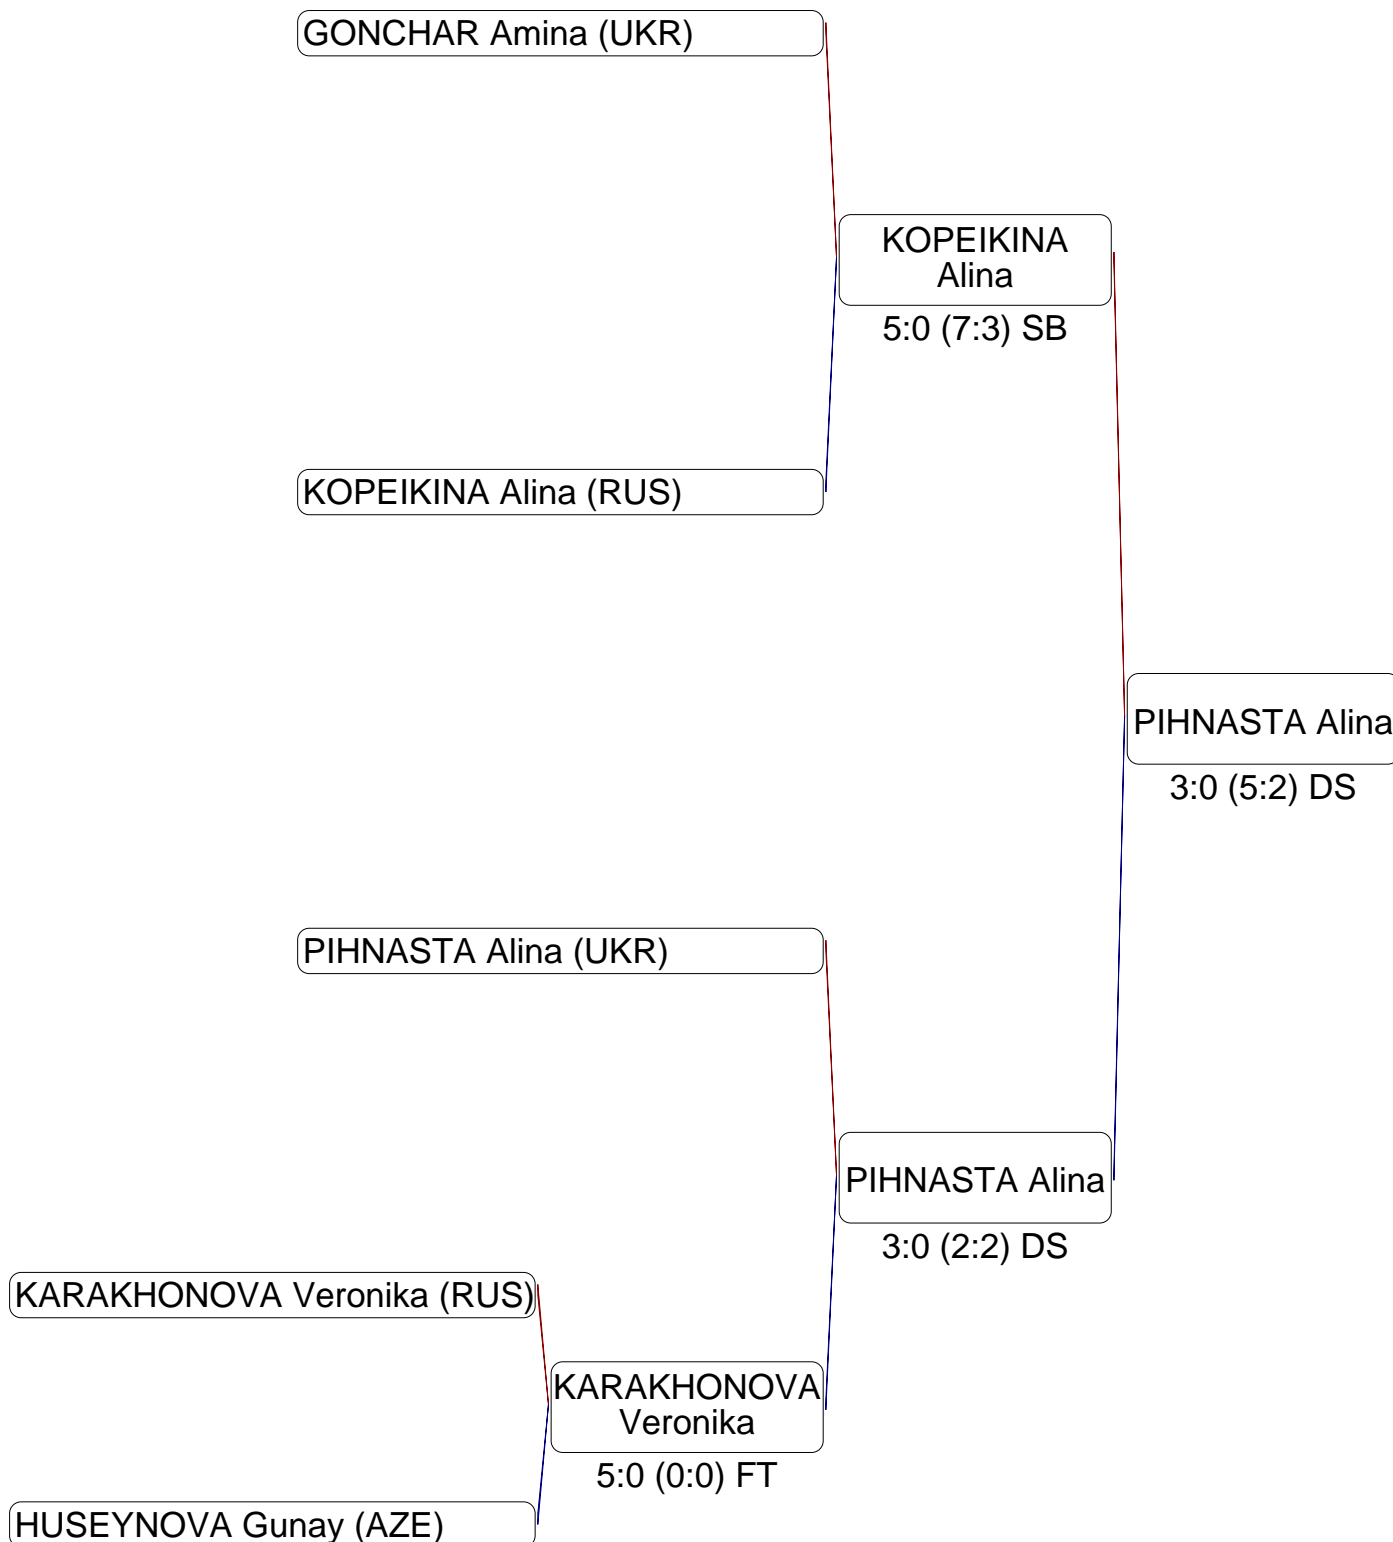 GONCHAR Amina (UKR)
KOPEIKINA
Alina
5:0 (7:3) SB
KOPEIKINA Alina (RUS)
PIHNASTA Alina
3:0 (5:2) DS
PIHNASTA Alina (UKR)
PIHNASTA Alina
3:0 (2:2) DS
KARAKHONOVA Veronika (RUS)
KARAKHONOVA
Veronika
5:0 (0:0) FT
HUSEYNOVA Gunay (AZE)